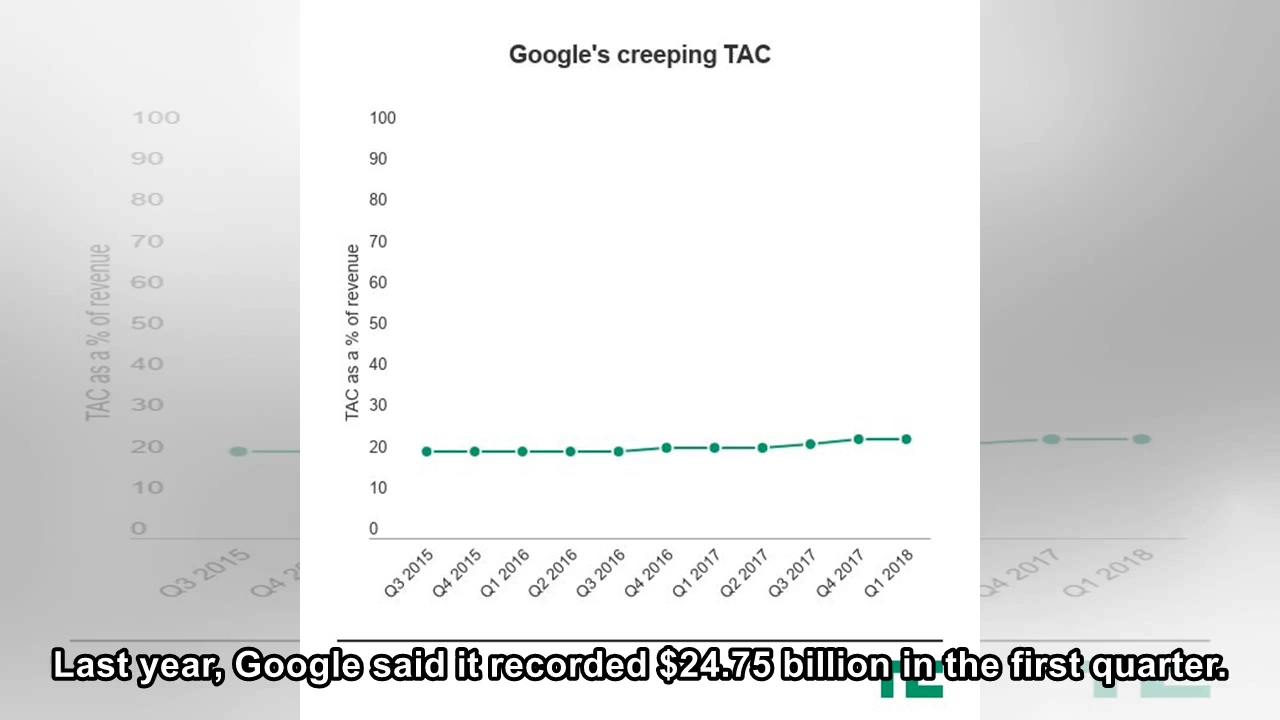 Google's creeping TAC
TAC as a % of revenue
100
90
80
70
60
50
40
30
20
10
0
Q3 2015
Q4 2015
Q1 2016
Q2 2016
Q3 2016
Q4 2016
Q1 2017
Q2 2017
Q3 2017
Q4 2017
Q1 2018
Last year, Google said it recorded $24.75 billion in the first quarter.